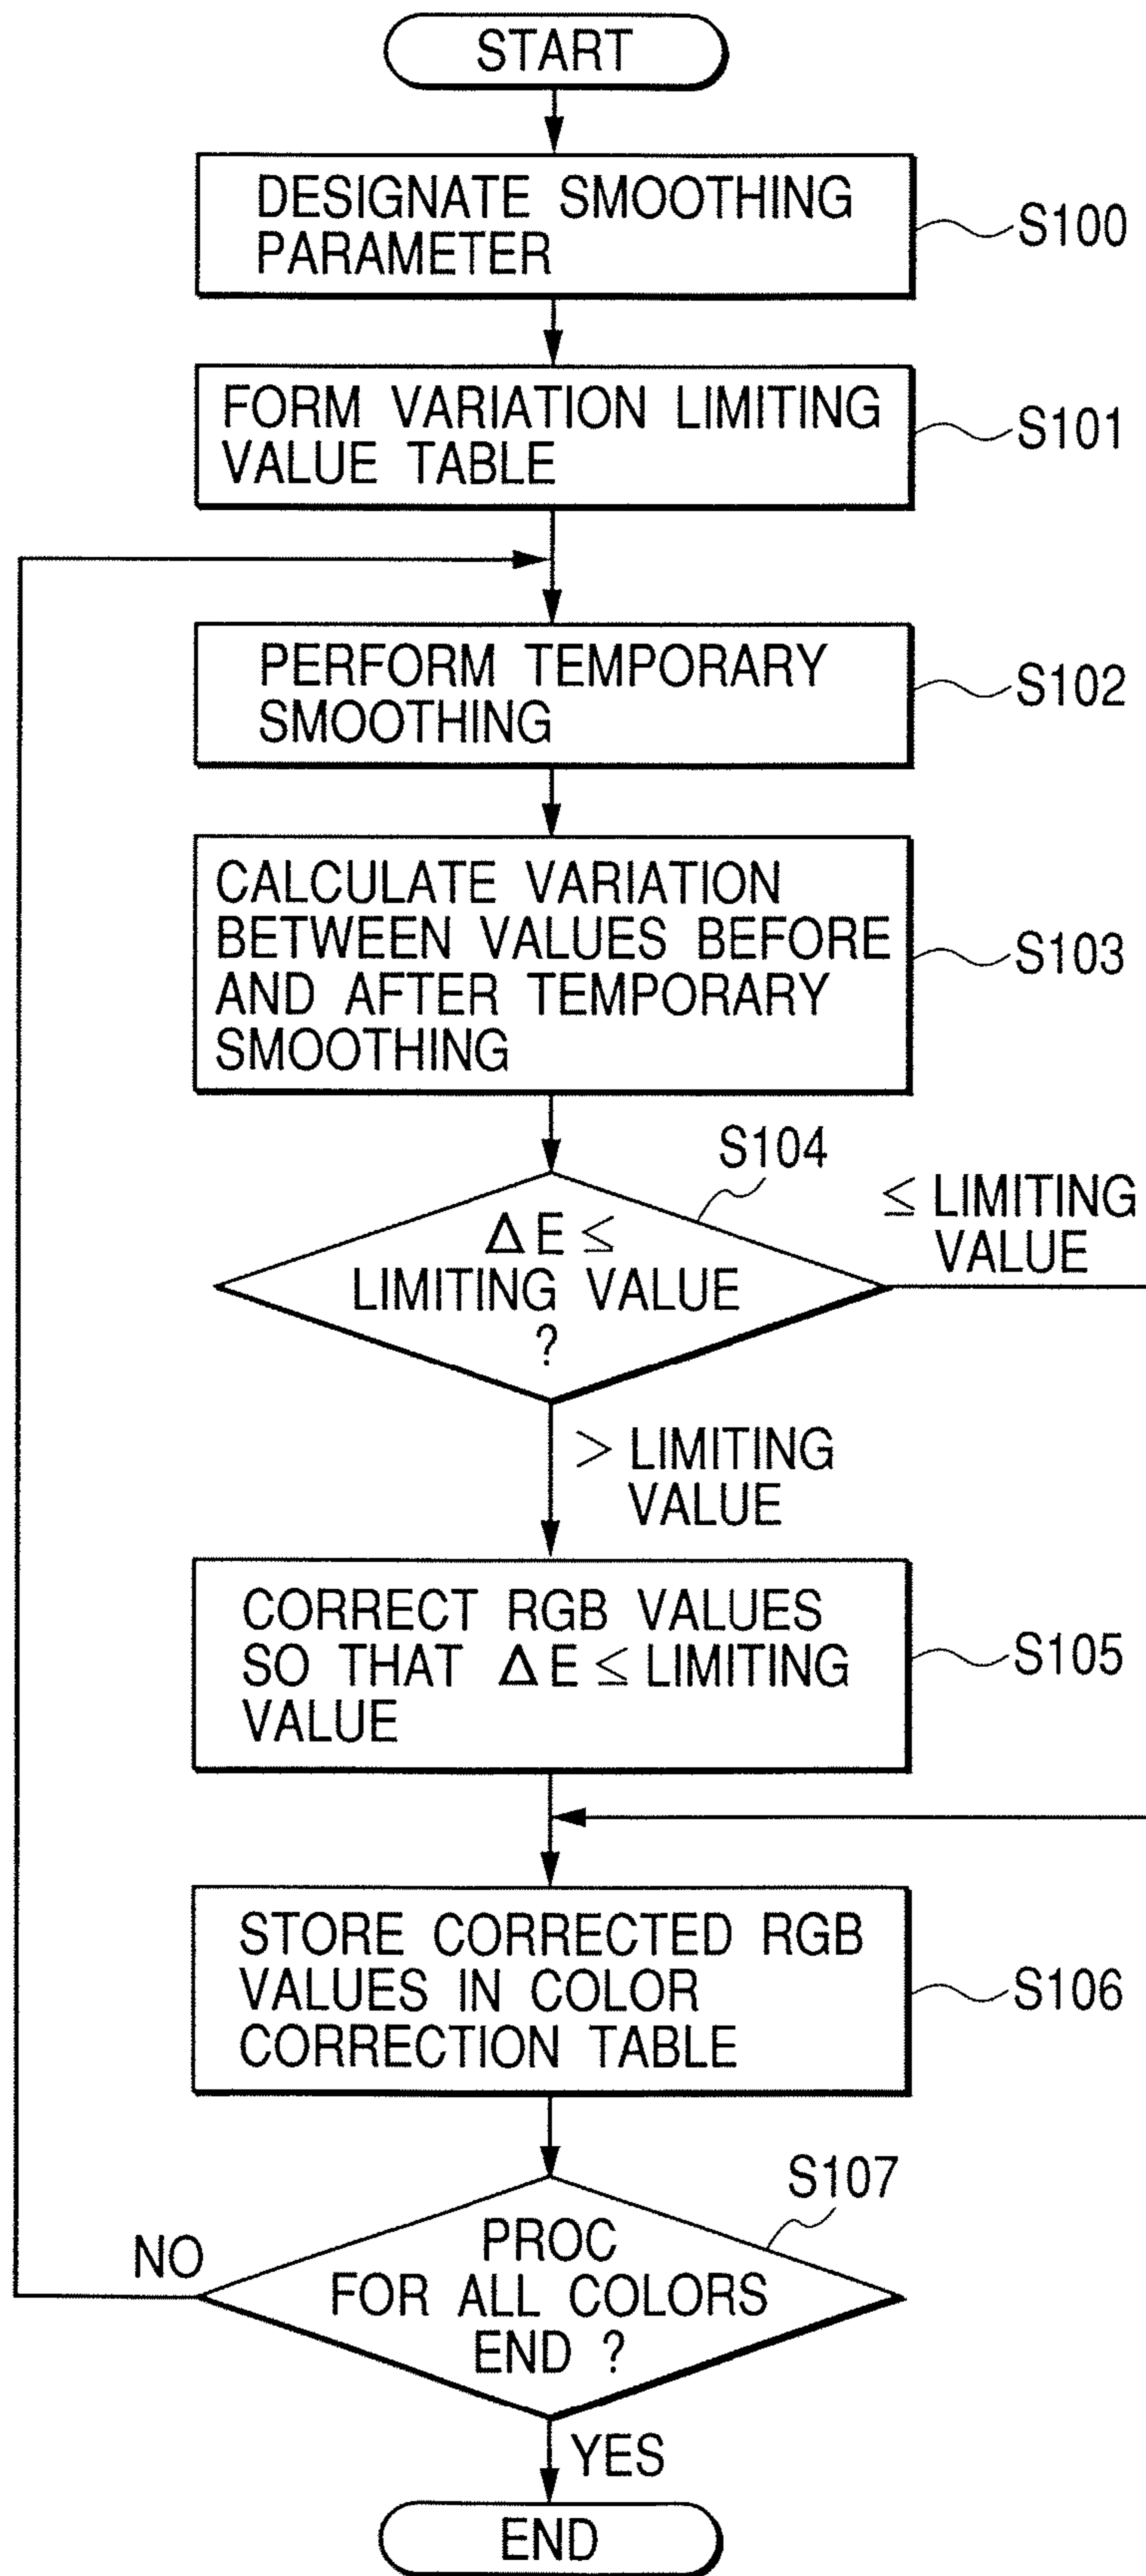 START
DESIGNATE SMOOTHING
PARAMETER
S100
FORM VARIATION LIMITING
VALUE TABLE
S101
PERFORM TEMPORARY
SMOOTHING
S102
CALCULATE VARIATION
BETWEEN VALUES BEFORE
AND AFTER TEMPORARY
SMOOTHING
S103
S104
ΔE ≤
LIMITING VALUE
?
≤ LIMITING
VALUE
> LIMITING
VALUE
CORRECT RGB VALUES
SO THAT ΔE ≤ LIMITING
VALUE
S105
STORE CORRECTED RGB
VALUES IN COLOR
CORRECTION TABLE
S106
S107
PROC
FOR ALL COLORS
END ?
NO
YES
END